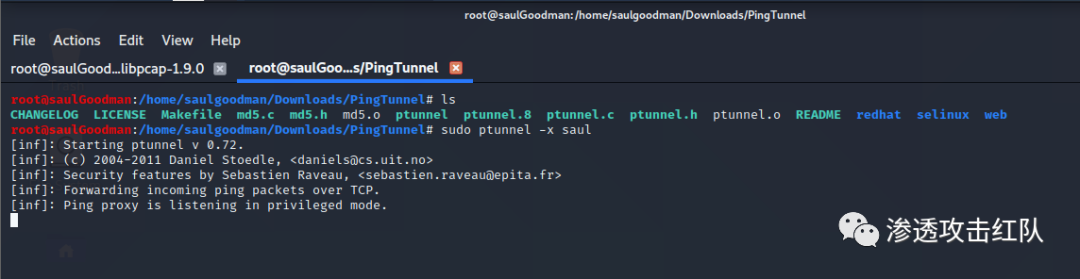 root@saulGoodman:/home/saulgoodman/Downloads/PingTunnel
File Actions Edit View Help
root@saulGood...libpcap-1.9.0 root@saulGoo...s/PingTunnel
root@saulGoodman:/home/saulgoodman/Downloads/PingTunnel# ls
CHANGELOG LICENSE Makefile md5.c md5.h md5.o ptunnel ptunnel.8 ptunnel.c ptunnel.h ptunnel.o README redhat selinux web
root@saulGoodman:/home/saulgoodman/Downloads/PingTunnel# sudo ptunnel -x saul
[inf]: Starting ptunnel v 0.72.
[inf]: (c) 2004-2011 Daniel Stoedle, <daniels@cs.uit.no>
[inf]: Security features by Sebastien Raveau, <sebastien.raveau@epita.fr>
[inf]: Forwarding incoming ping packets over TCP.
[inf]: Ping proxy is listening in privileged mode.
渗透攻击红队